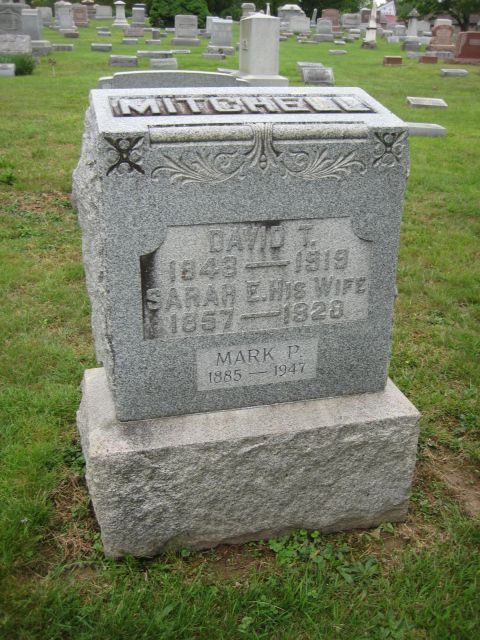 MITCHELL
DAVID T.
1843 — 1919
SARAH E. HIS WIFE
1857 — 1928
MARK P.
1885 — 1947